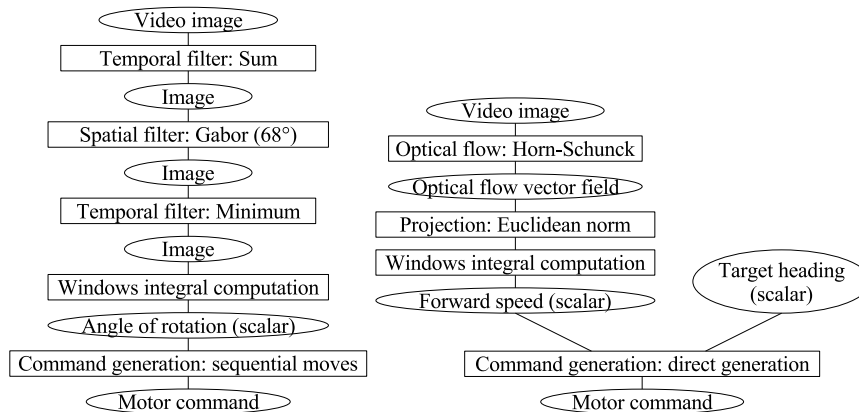 Video image
Temporal filter: Sum
Image
Spatial filter: Gabor (68°)
Image
Temporal filter: Minimum
Image
Windows integral computation
Angle of rotation (scalar)
Command generation: sequential moves
Motor command
Video image
Optical flow: Horn-Schunck
Optical flow vector field
Projection: Euclidean norm
Windows integral computation
Forward speed (scalar)
Target heading
(scalar)
Command generation: direct generation
Motor command